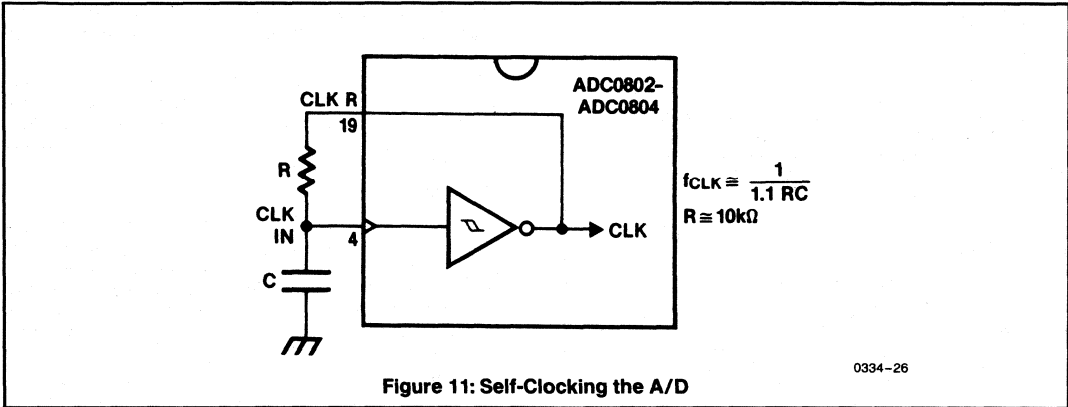 ADC0802-
ADC0804
CLK R
19
R
CLK
IN
4
CLK
C
fCLK ≅ 1
1.1 RC
R ≅ 10kΩ
0334-26
Figure 11: Self-Clocking the A/D